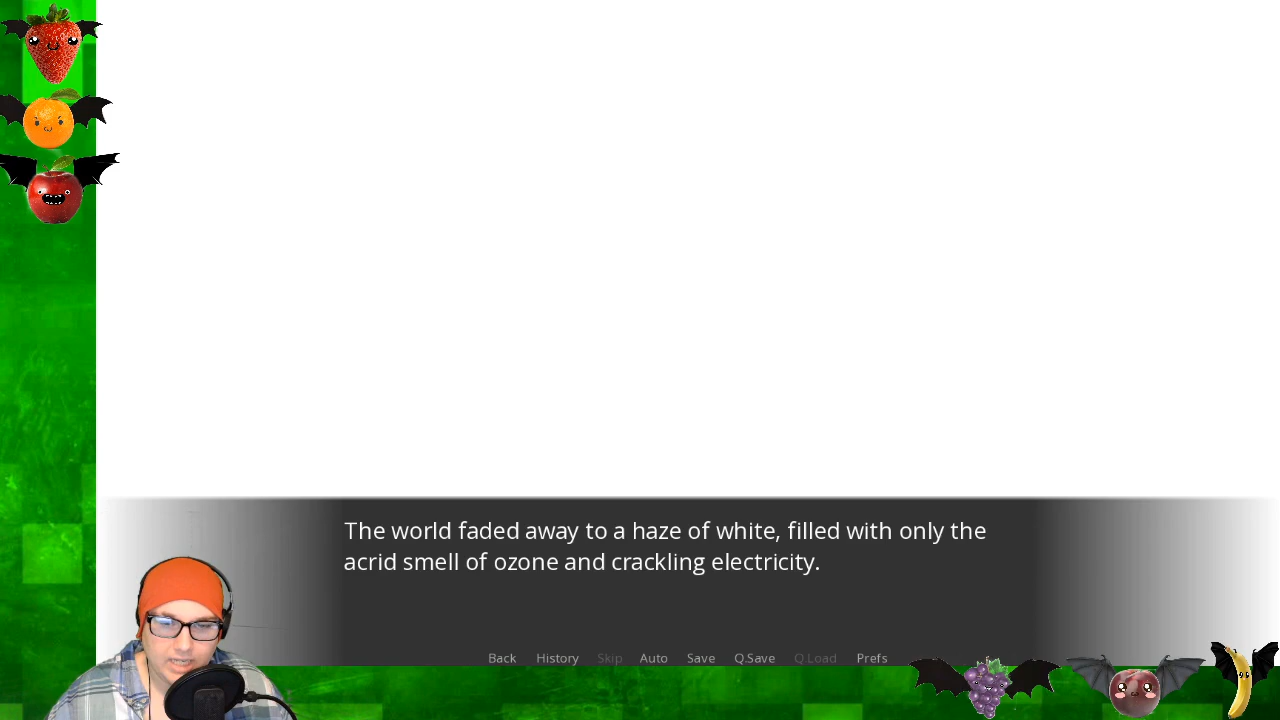 The world faded away to a haze of white, filled with only the
acrid smell of ozone and crackling electricity.
Back History Skip Auto Save Q.Save Q.Load Prefs